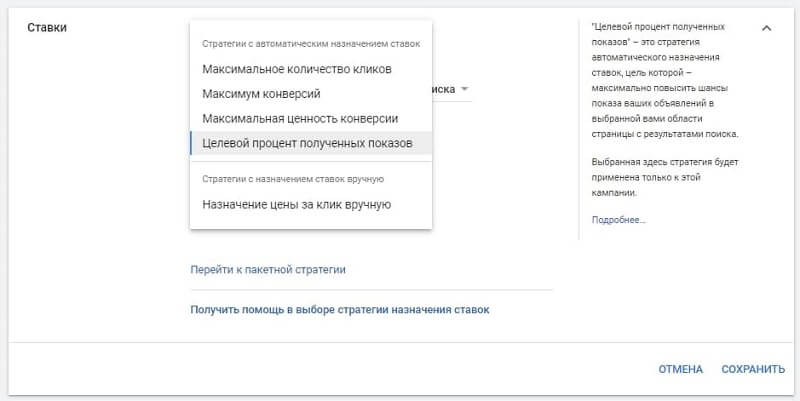 Ставки
Стратегии с автоматическим назначением ставок
Максимальное количество кликов
Максимум конверсий
Максимальная ценность конверсии
Целевой процент полученных показов
Стратегии с назначением ставок вручную
Назначение цены за клик вручную
иска
Перейти к пакетной стратегии
Получить помощь в выборе стратегии назначения ставок
"Целевой процент полученных
показов" – это стратегия
автоматического назначения
ставок, цель которой –
максимально повысить шансы
показа ваших объявлений в
выбранной вами области
страницы с результатами поиска.
Выбранная здесь стратегия будет
применена только к этой
кампании.
Подробнее...
ОТМЕНА
СОХРАНИТЬ